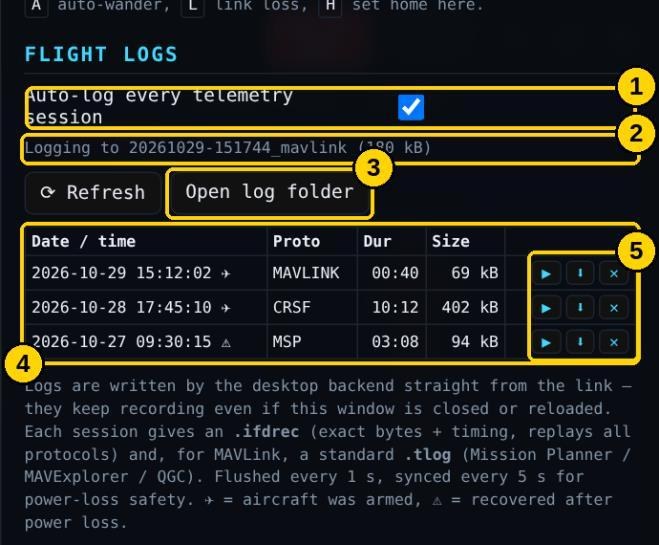 A auto-wander, L link loss, H set home here.
FLIGHT LOGS
Auto-log every telemetry
session
1
Logging to 20261029-151744_mavlink (180 kB)
2
⟳ Refresh Open log folder
3
Date / time Proto Dur Size
5
2026-10-29 15:12:02 ✈ MAVLINK 00:40 69 kB ▶ ⬇ ✕
2026-10-28 17:45:10 ✈ CRSF 10:12 402 kB ▶ ⬇ ✕
2026-10-27 09:30:15 ⚠ MSP 03:08 94 kB ▶ ⬇ ✕
4
Logs are written by the desktop backend straight from the link —
they keep recording even if this window is closed or reloaded.
Each session gives an .ifdrec (exact bytes + timing, replays all
protocols) and, for MAVLink, a standard .tlog (Mission Planner /
MAVExplorer / QGC). Flushed every 1 s, synced every 5 s for
power-loss safety. ✈ = aircraft was armed, ⚠ = recovered after
power loss.